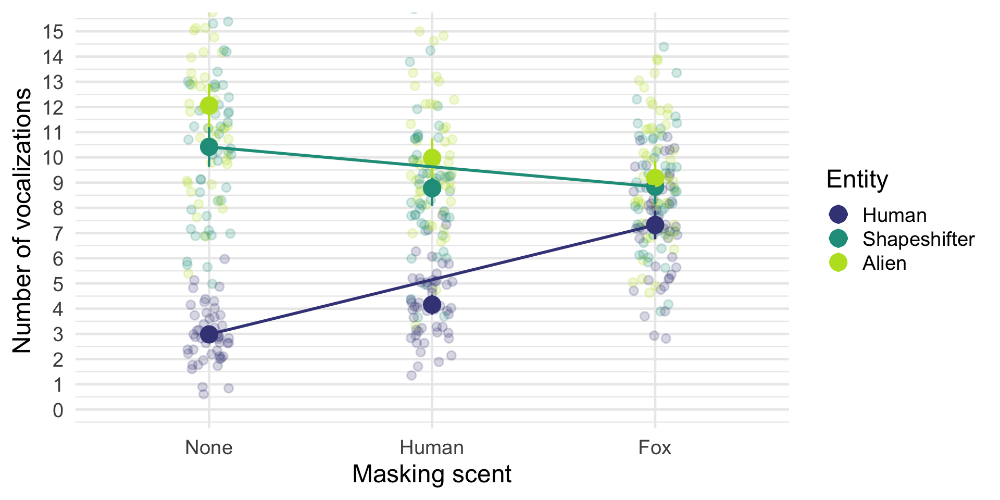 Number of vocalizations
15
14
13
12
11
10
9
8
7
6
5
4
3
2
1
0
None
Human
Fox
Masking scent
Entity
Human
Shapeshifter
Alien